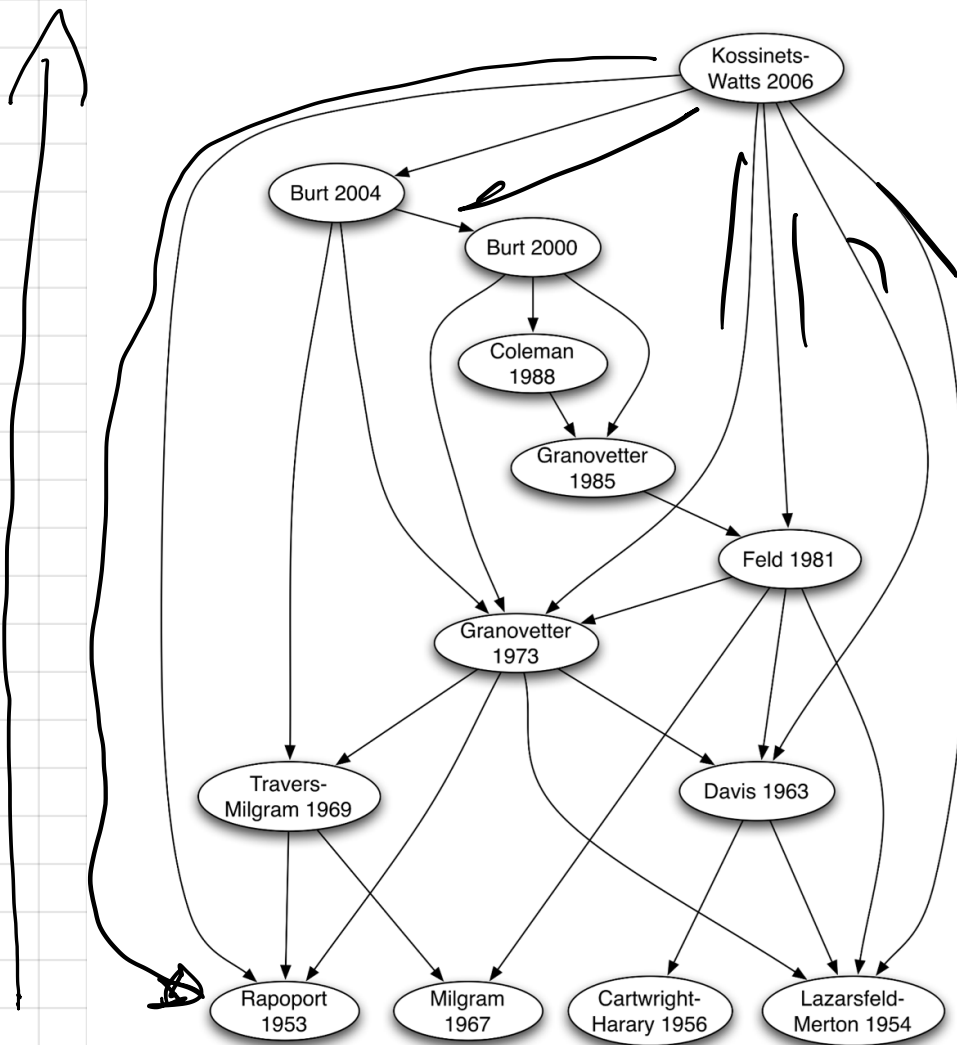 Kossinets-
Watts 2006
Burt 2004
Burt 2000
Coleman
1988
Granovetter
1985
Feld 1981
Granovetter
1973
Travers-
Milgram 1969
Davis 1963
Rapoport
1953
Milgram
1967
Cartwright-
Harary 1956
Lazarsfeld-
Merton 1954